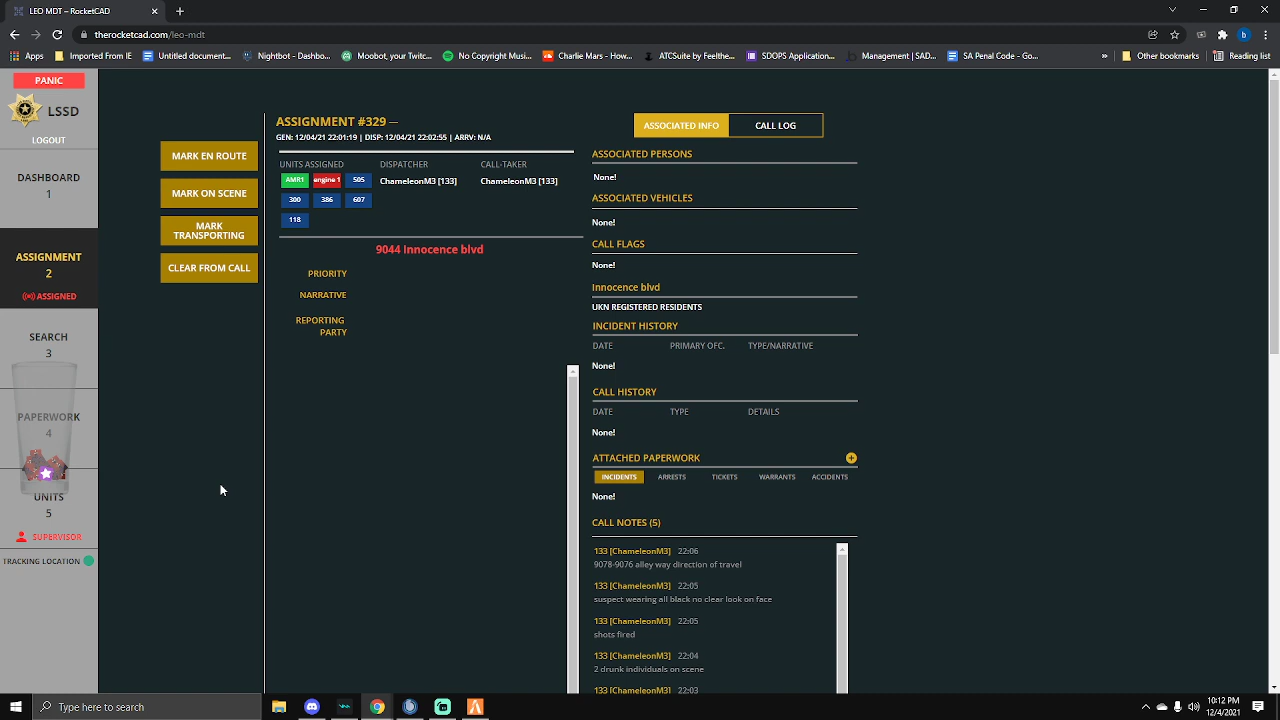 LEO MDT - RocketCAD
therocketcad.com/leo-mdt
Apps
Imported From IE
Document
Nightbot - Dashbo...
Moobot, your Twitc...
Spotify
Charlie Mars - How...
ATCSuite by Feelthe...
SDOPS Applications
Management | SAD...
SA Penal Code - Go...
»
Other bookmarks
Reading list
PANIC
LSSD
LOGOUT
DASHBOARD
1
ASSIGNMENT
2
ASSIGNED
SEARCH
3
PAPERWORK
4
UNITS
5
SUPERVISOR
TRACKING LOCATION
MARK EN ROUTE
MARK ON SCENE
MARK
TRANSPORTING
CLEAR FROM CALL
ASSIGNMENT #329 —
GEN: 12/04/21 22:01:19 | DISP: 12/04/21 22:02:55 | ARRV: N/A
UNITS ASSIGNED DISPATCHER CALL-TAKER
AMR1 engine 1 505 ChameleonM3 [133] ChameleonM3 [133]
300 386 607
118
9044 Innocence blvd
PRIORITY
NARRATIVE
REPORTING
PARTY
ASSOCIATED INFO CALL LOG
ASSOCIATED PERSONS
None!
ASSOCIATED VEHICLES
None!
CALL FLAGS
None!
Innocence blvd
UKN REGISTERED RESIDENTS
INCIDENT HISTORY
DATE PRIMARY OFC. TYPE/NARRATIVE
None!
CALL HISTORY
DATE TYPE DETAILS
None!
ATTACHED PAPERWORK
INCIDENTS ARRESTS TICKETS WARRANTS ACCIDENTS
None!
CALL NOTES (5)
133 [ChameleonM3] 22:06
9078-9076 alley way direction of travel
133 [ChameleonM3] 22:05
suspect wearing all black no clear look on face
133 [ChameleonM3] 22:05
shots fired
133 [ChameleonM3] 22:04
2 drunk individuals on scene
133 [ChameleonM3] 22:03
Type here to search
10:12 PM
12/4/2021